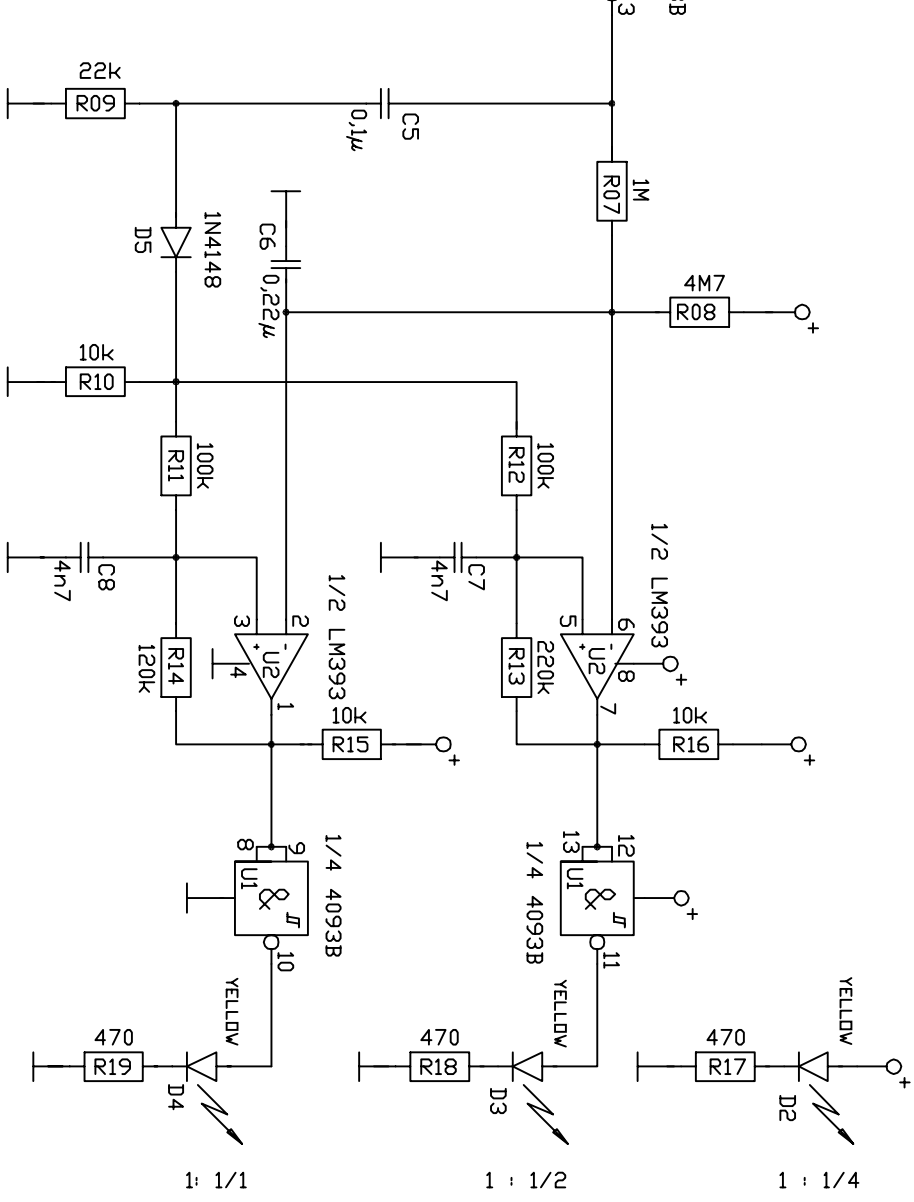 3
B
22k
R09
0,1µ
C5
R07
1M
D5
1N4148
C6
0,22µ
4M7
R08
+
10k
R10
R11
100k
R12
100k
4n7
C8
4n7
C7
1/2 LM393
1/2 LM393
3
2
+
-
U2
4
1
5
6
+
-
U2
8
7
+
R14
120k
R13
220k
10k
R15
+
10k
R16
+
8
9
U1
&
10
1/4 4093B
13
12
U1
&
11
1/4 4093B
+
YELLOW
YELLOW
YELLOW
470
R19
D4
470
R18
D3
470
R17
D2
+
1: 1/1
1 : 1/2
1 : 1/4